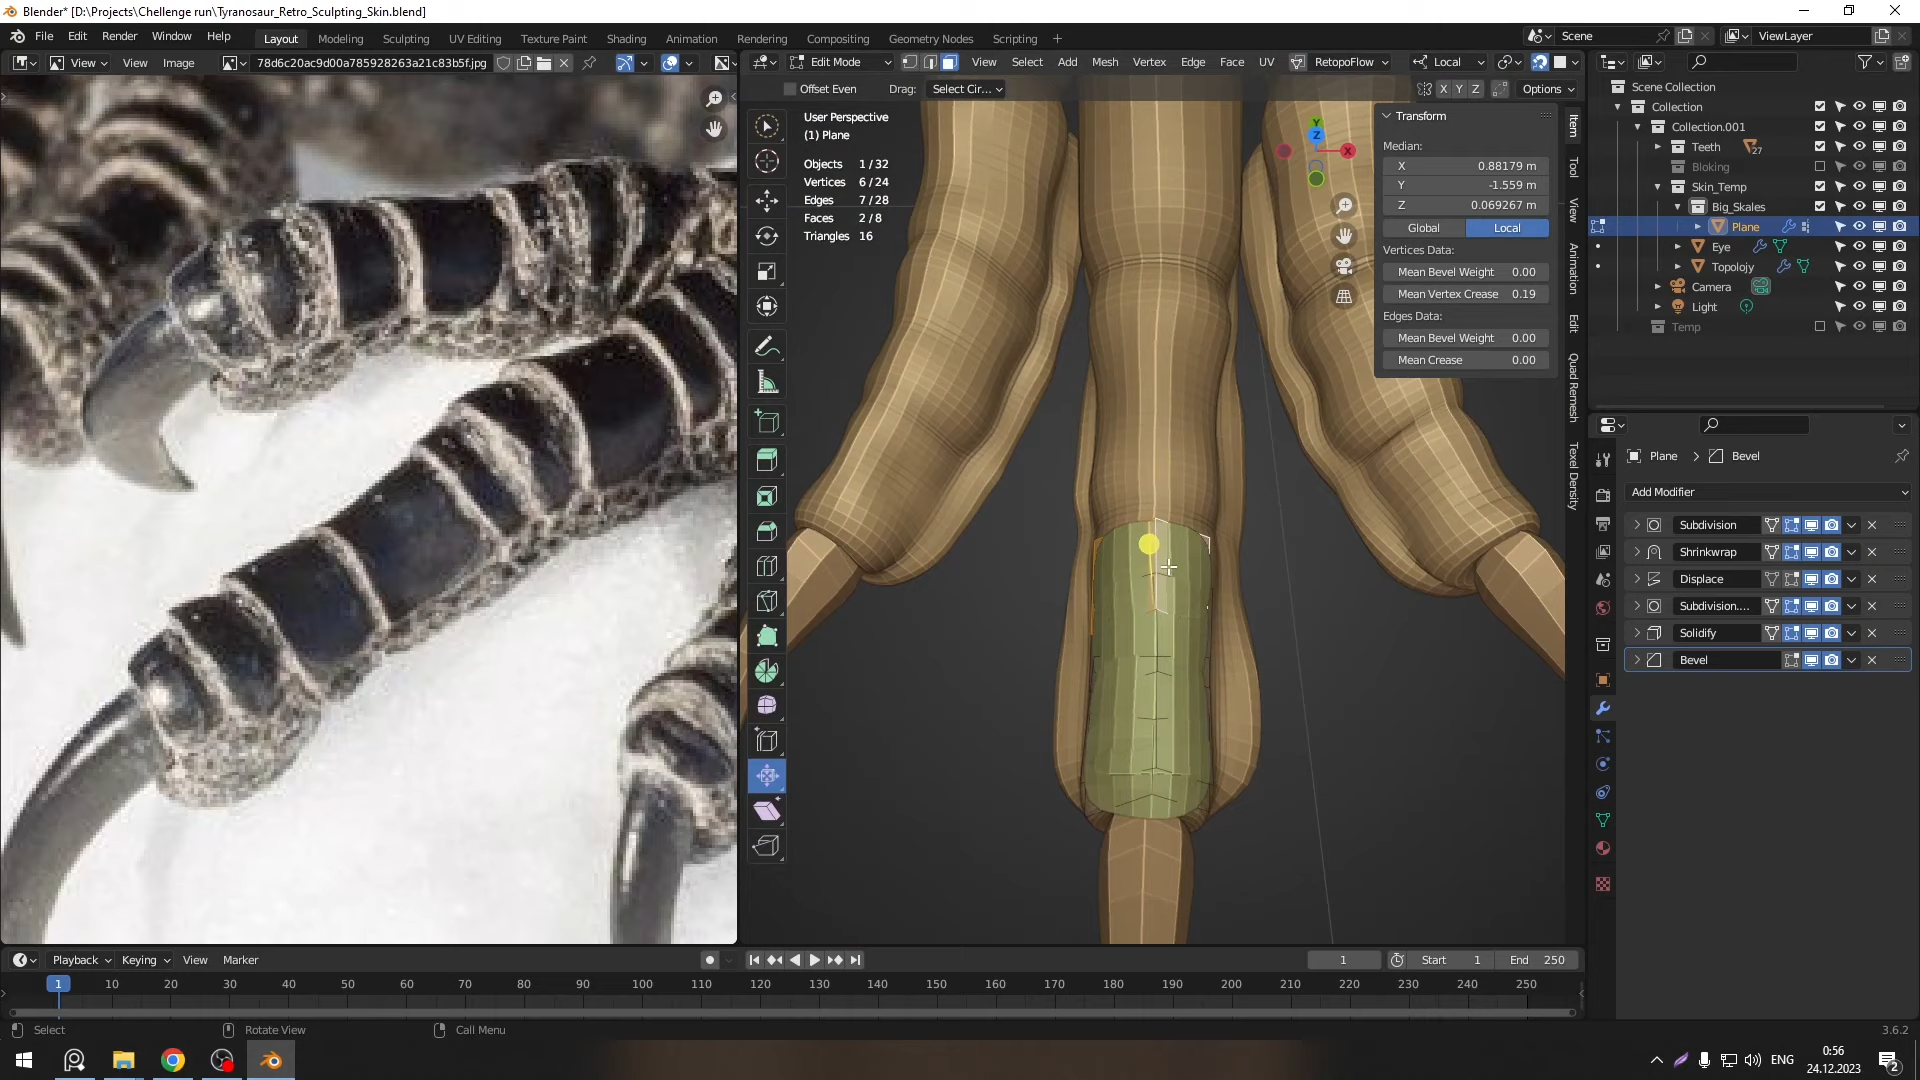 Blender* [D:\Projects\Chellenge run\Tyranosaur_Retro_Sculpting_Skin.blend]
File Edit Render Window Help Layout Modeling Sculpting UV Editing Texture Paint Shading Animation Rendering Compositing Geometry Nodes Scripting + Scene ViewLayer
View View Image 78d6c20ac9d00a785928263a21c83b5f.jpg Edit Mode View Select Add Mesh Vertex Edge Face UV RetopoFlow Local
Offset Even Drag: Select Cir... X Y Z Options
User Perspective
(1) Plane
Objects 1 / 32
Vertices 6 / 24
Edges 7 / 28
Faces 2 / 8
Triangles 16
Y
Z
X
Transform
Median:
X 0.88179 m
Y -1.559 m
Z 0.069267 m
Global Local
Vertices Data:
Mean Bevel Weight 0.00
Mean Vertex Crease 0.19
Edges Data:
Mean Bevel Weight 0.00
Mean Crease 0.00
Item
Tool
View
Animation
Edit
Quad Remesh
Texel Density
Scene Collection
Collection
Collection.001
Teeth 27
Bloking
Skin_Temp
Big_Skales
Plane
Eye
Topolojy
Camera
Light
Temp
Plane > Bevel
Add Modifier
Subdivision
Shrinkwrap
Displace
Subdivision....
Solidify
Bevel
Playback Keying View Marker 1 Start 1 End 250
1 10 20 30 40 50 60 70 80 90 100 110 120 130 140 150 160 170 180 190 200 210 220 230 240 250
Select Rotate View Call Menu 3.6.2
ENG 0:56
24.12.2023
2